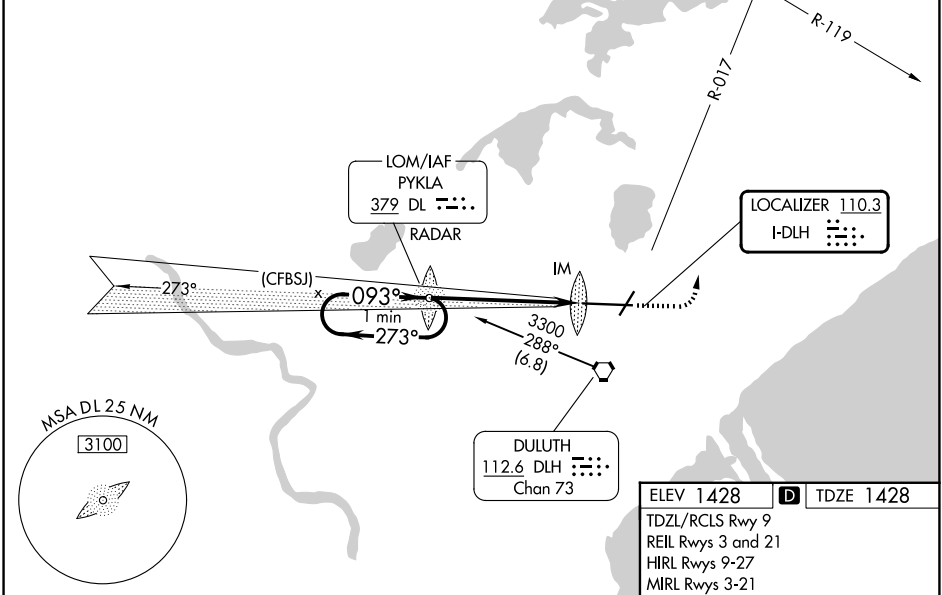 R-119
R-017
LOM/IAF
PYKLA
379 DL
RADAR
LOCALIZER 110.3
I-DLH
IM
(CFBSJ)
273°
x
093°
1 min
273°
3300
288°
(6.8)
MSA DL 25 NM
3100
DULUTH
112.6 DLH
Chan 73
ELEV 1428 D TDZE 1428
TDZL/RCLS Rwy 9
REIL Rwys 3 and 21
HIRL Rwys 9-27
MIRL Rwys 3-21